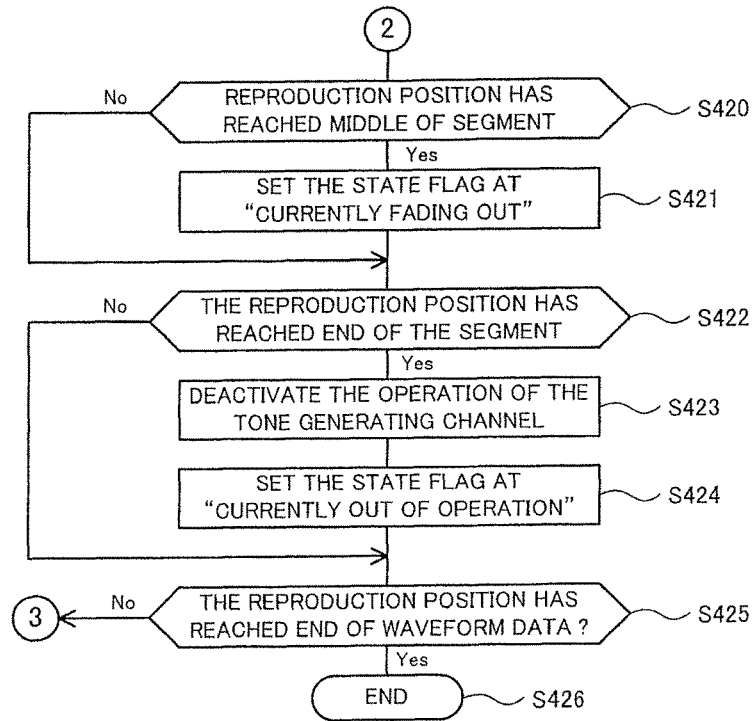 2
No
REPRODUCTION POSITION HAS
REACHED MIDDLE OF SEGMENT
S420
Yes
SET THE STATE FLAG AT
“CURRENTLY FADING OUT”
S421
No
THE REPRODUCTION POSITION HAS
REACHED END OF THE SEGMENT
S422
Yes
DEACTIVATE THE OPERATION OF THE
TONE GENERATING CHANNEL
S423
SET THE STATE FLAG AT
“CURRENTLY OUT OF OPERATION”
S424
3
No
THE REPRODUCTION POSITION HAS
REACHED END OF WAVEFORM DATA ?
S425
Yes
END
S426